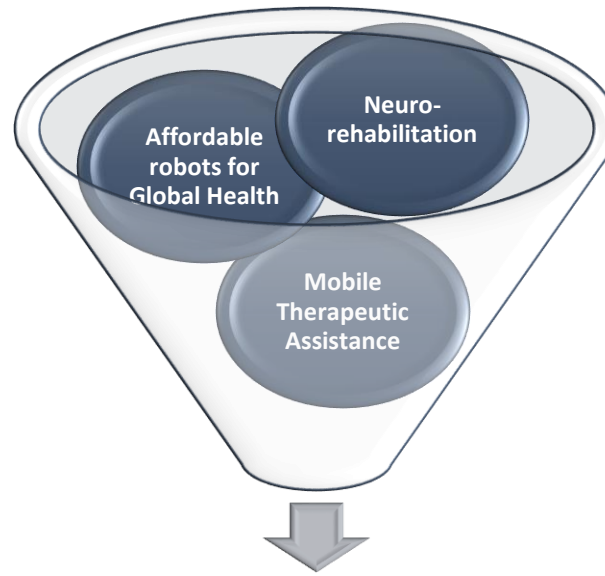 Neuro-
rehabilitation
Affordable
robots for
Global Health
Mobile
Therapeutic
Assistance